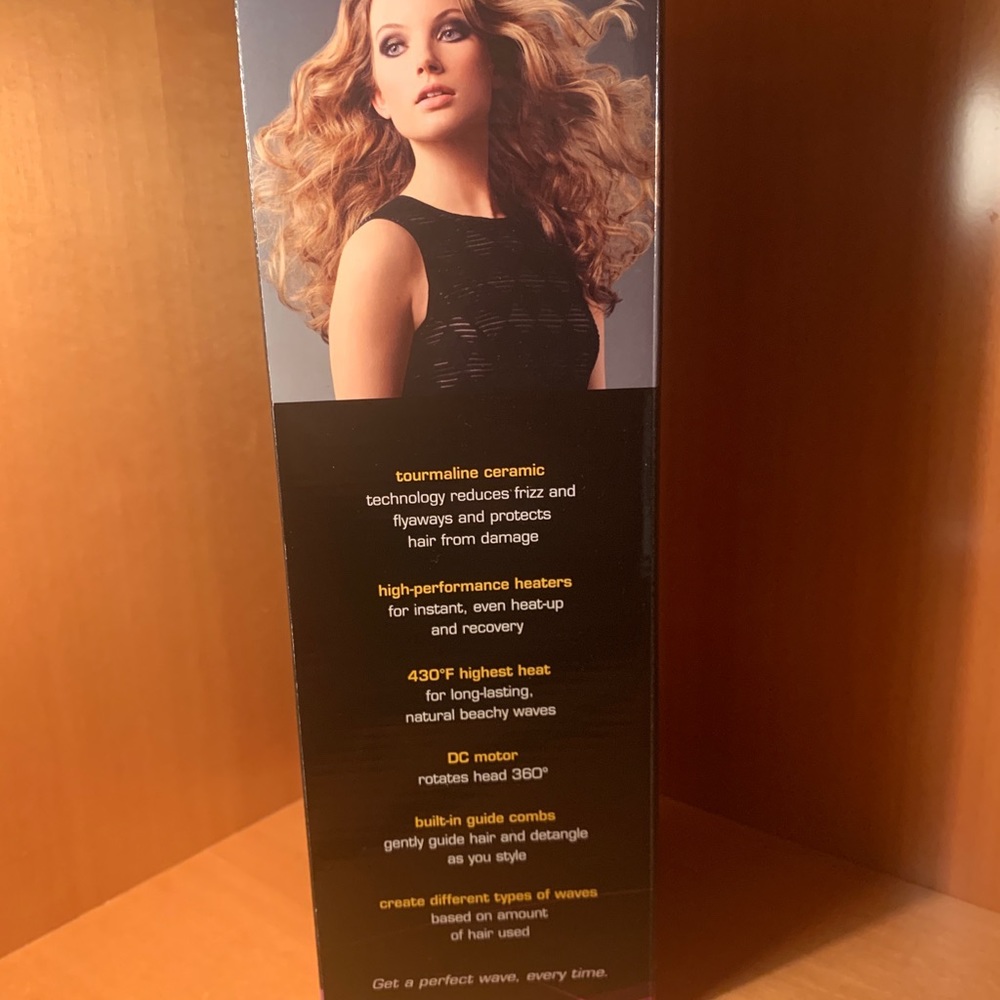 tourmaline ceramic
technology reduces frizz and
flyaways and protects
hair from damage
high-performance heaters
for instant, even heat-up
and recovery
430°F highest heat
for long-lasting,
natural beachy waves
DC motor
rotates head 360°
built-in guide combs
gently guide hair and detangle
as you style
create different types of waves
based on amount
of hair used
Get a perfect wave, every time.